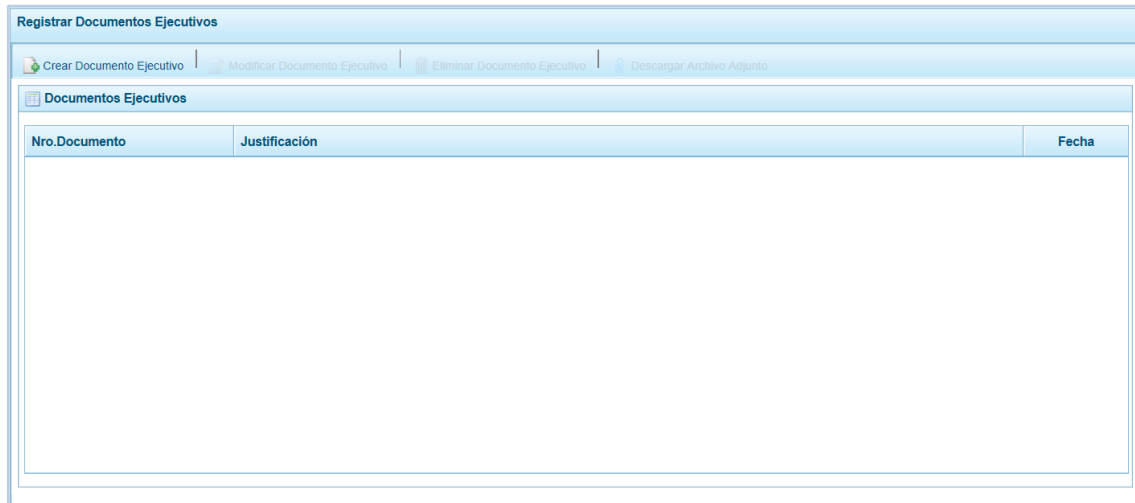 Registrar Documentos Ejecutivos
Crear Documento Ejecutivo Modificar Documento Ejecutivo Eliminar Documento Ejecutivo Descargar Archivo Adjunto
Documentos Ejecutivos
Nro.Documento Justificación Fecha